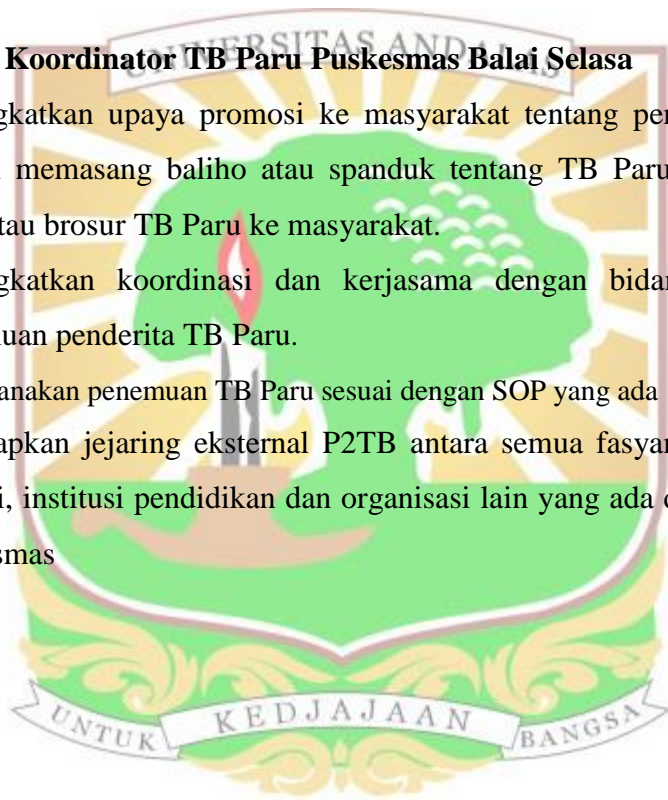 UNIVERSITAS ANDALAS
Koordinator TB Paru Puskesmas Balai Selasa
gkatkan upaya promosi ke masyarakat tentang per
memasang baliho atau spanduk tentang TB Paru
tau brosur TB Paru ke masyarakat.
gkatkan koordinasi dan kerjasama dengan bidan
uan penderita TB Paru.
anakan penemuan TB Paru sesuai dengan SOP yang ada
apkan jejaring eksternal P2TB antara semua fasyan
i, institusi pendidikan dan organisasi lain yang ada
smas
UNTUK KEDJAJAAN BANGSA